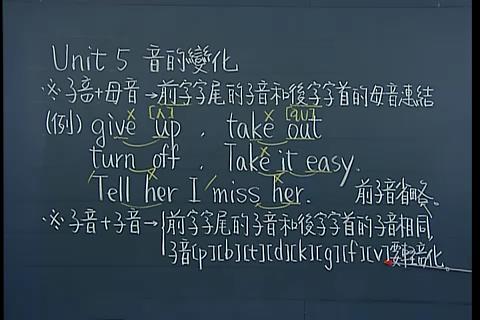 Unit 5 音的變化
※子音+母音→前字字尾的子音和後字字首的母音連結
[ʌ] [aʊ]
(例) give up , take out
turn off , Take it easy.
Tell her I miss her. 前子音省略、
※子音+子音→前字字尾的子音和後字字首的子音相同
子音[p][b][t][d][k][g][f][v]要輕音化。